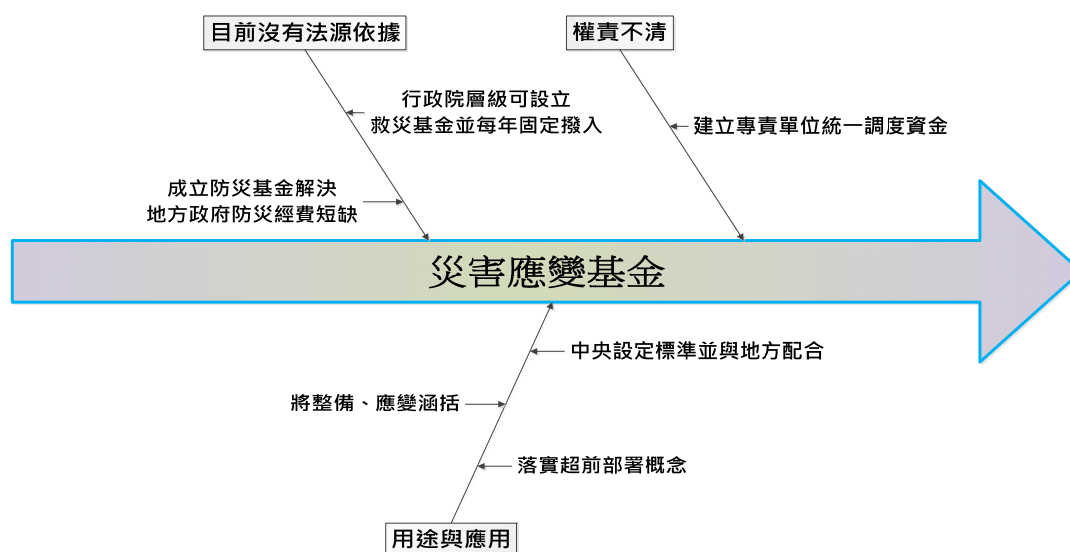 目前沒有法源依據
權責不清
行政院層級可設立
救災基金並每年固定撥入
建立專責單位統一調度資金
成立防災基金解決
地方政府防災經費短缺
災害應變基金
中央設定標準並與地方配合
將整備、應變涵括
落實超前部署概念
用途與應用